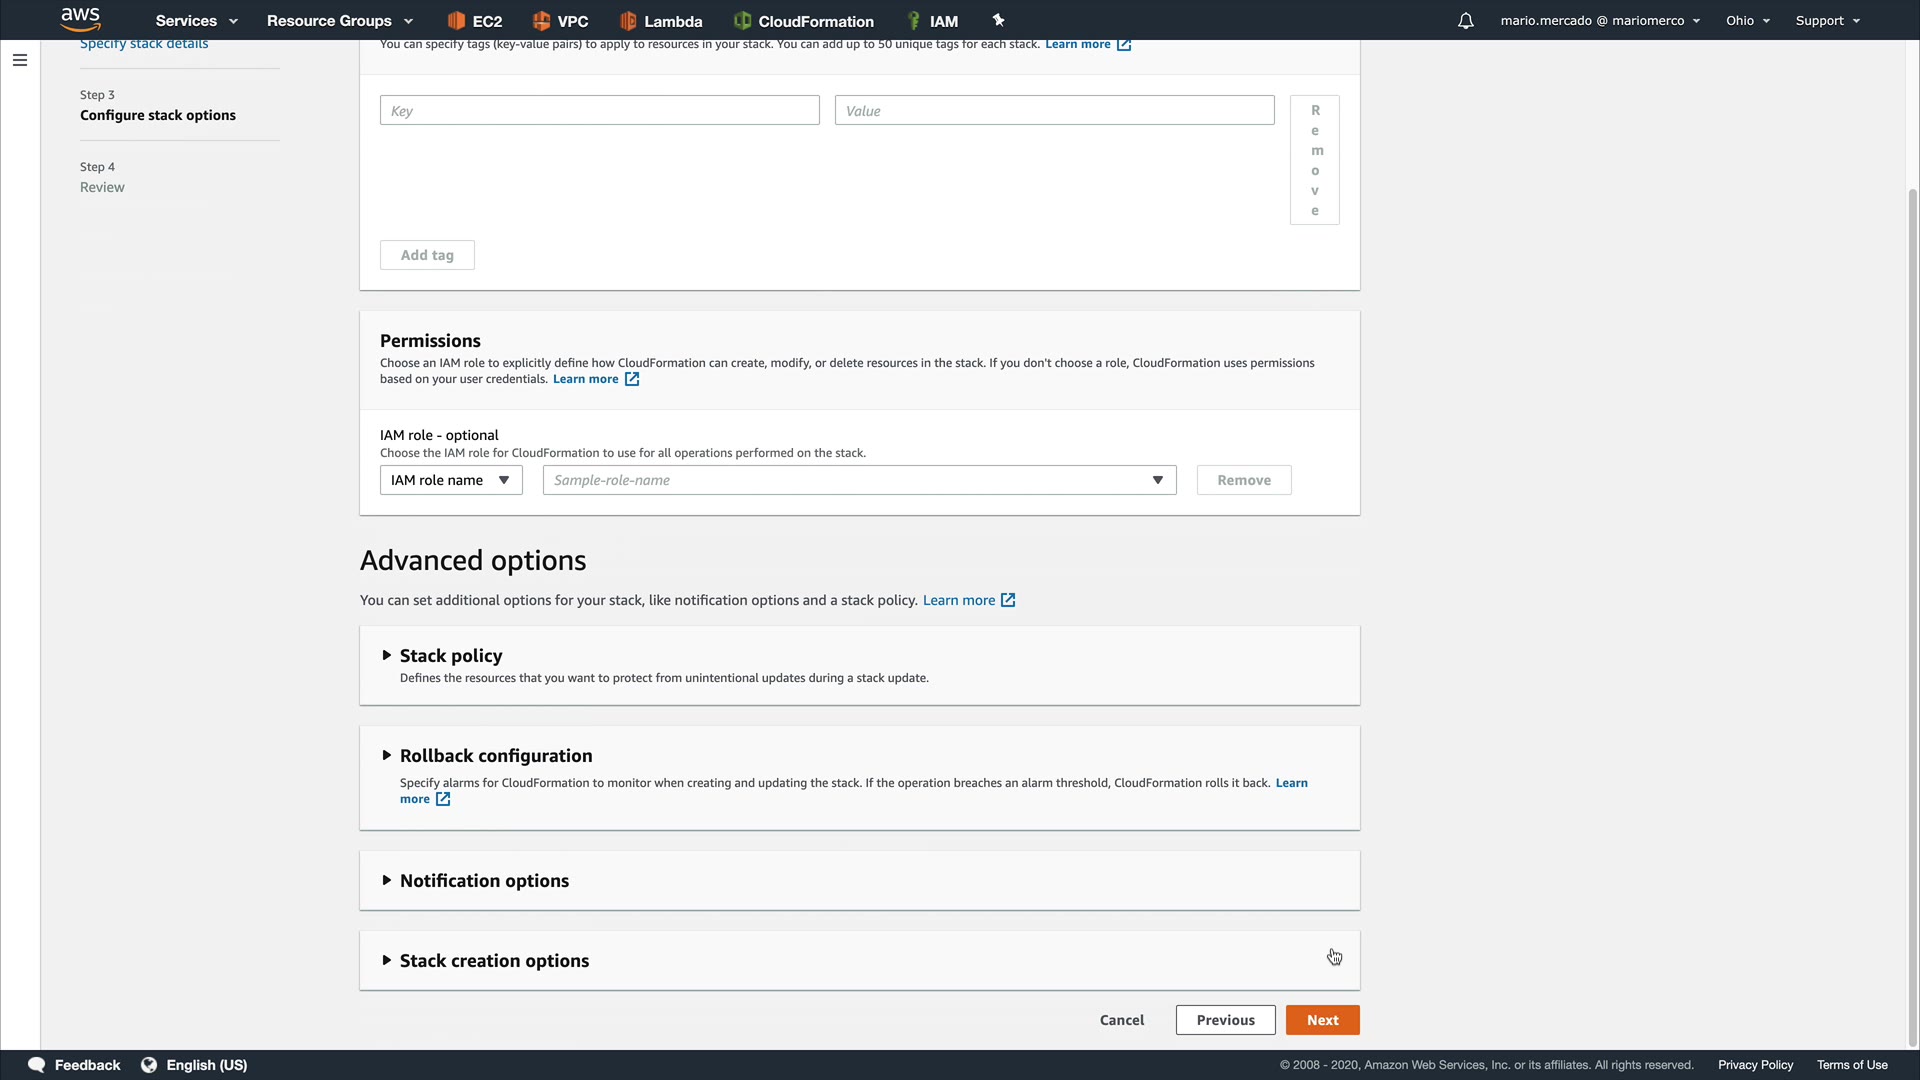 aws
Services
Resource Groups
EC2
VPC
Lambda
CloudFormation
IAM
mario.mercado @ mariomerco
Ohio
Support
Specify stack details
Step 3
Configure stack options
Step 4
Review
You can specify tags (key-value pairs) to apply to resources in your stack. You can add up to 50 unique tags for each stack. Learn more
Key
Value
R
e
m
o
v
e
Add tag
Permissions
Choose an IAM role to explicitly define how CloudFormation can create, modify, or delete resources in the stack. If you don't choose a role, CloudFormation uses permissions
based on your user credentials. Learn more
IAM role - optional
Choose the IAM role for CloudFormation to use for all operations performed on the stack.
IAM role name
Sample-role-name
Remove
Advanced options
You can set additional options for your stack, like notification options and a stack policy. Learn more
Stack policy
Defines the resources that you want to protect from unintentional updates during a stack update.
Rollback configuration
Specify alarms for CloudFormation to monitor when creating and updating the stack. If the operation breaches an alarm threshold, CloudFormation rolls it back. Learn
more
Notification options
Stack creation options
Cancel
Previous
Next
Feedback
English (US)
© 2008 - 2020, Amazon Web Services, Inc. or its affiliates. All rights reserved.
Privacy Policy
Terms of Use